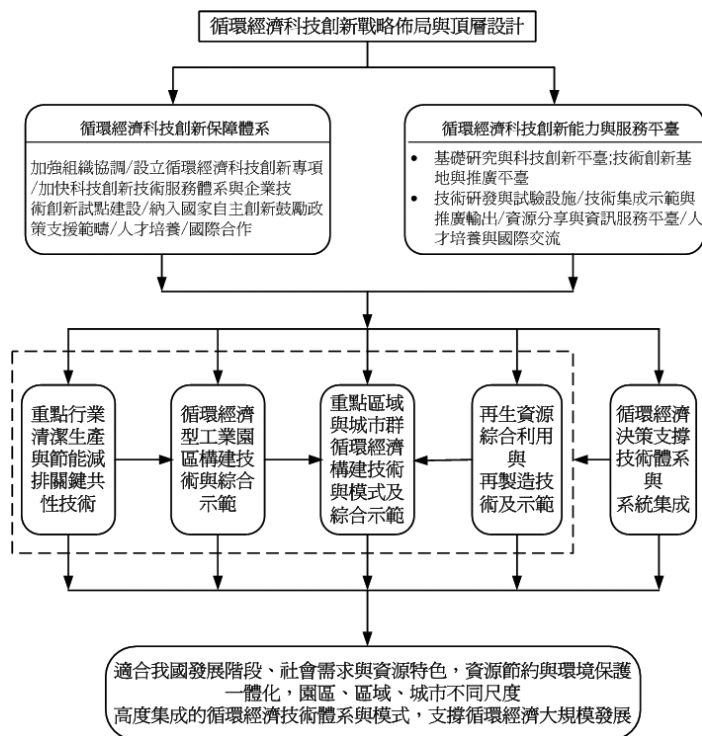 循環經濟科技創新戰略佈局與頂層設計
循環經濟科技創新保障體系
加強組織協調/設立循環經濟科技創新專項
/加快科技創新技術服務體系與企業技
術創新試點建設/納入國家自主創新鼓勵政
策支援範疇/人才培養/國際合作
循環經濟科技創新能力與服務平臺
• 基礎研究與科技創新平臺;技術創新基
地與推廣平臺
• 技術研發與試驗設施/技術集成示範與
推廣輸出/資源分享與資訊服務平臺/人
才培養與國際交流
重點行業
清潔生產
與節能減
排關鍵共
性技術
循環經濟
型工業園
區構建技
術與綜合
示範
重點區域
與城市群
循環經濟
構建技術
與模式及
綜合示範
再生資源
綜合利用
與
再製造技
術及示範
循環經濟
決策支撐
技術體系
與
系統集成
適合我國發展階段、社會需求與資源特色，資源節約與環境保護
一體化，園區、區域、城市不同尺度
高度集成的循環經濟技術體系與模式，支撐循環經濟大規模發展